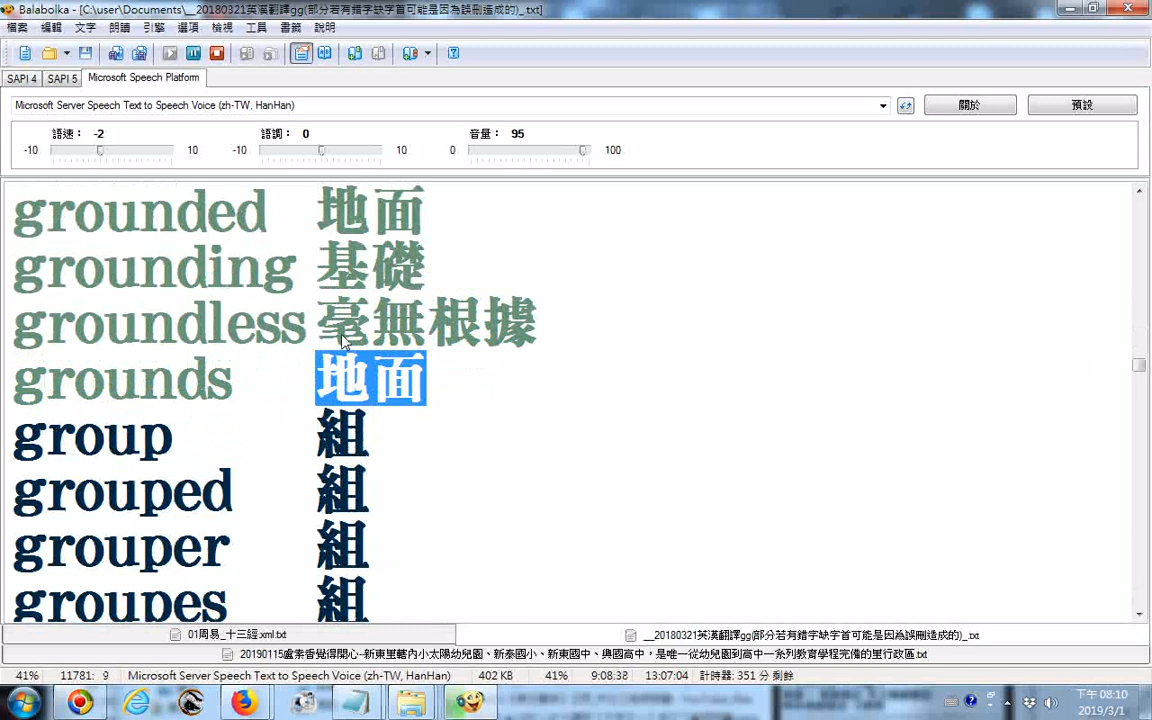 Balabolka - [C:\user\Documents\__20180321英漢翻譯gg(部分若有錯字缺字首可能是因為誤刪造成的)_.txt]
檔案 編輯 文字 朗讀 引擎 選項 檢視 工具 書籤 說明
SAPI 4 SAPI 5 Microsoft Speech Platform
Microsoft Server Speech Text to Speech Voice (zh-TW, HanHan) 關於 預設
語速： -2 語調： 0 音量： 95
-10 10 -10 10 0 100
grounded 地面
grounding 基礎
groundless 毫無根據
grounds 地面
group 組
grouped 組
grouper 組
groupes 組
01周易_十三經.xml.txt __20180321英漢翻譯gg(部分若有錯字缺字首可能是因為誤刪造成的)_.txt
20190115盧素香覺得開心-新東里轄內小太陽幼兒園、新泰國小、新東國中、興國高中，是唯一從幼兒園到高中一系列教育學程完備的里行政區.txt
41% 11781: 9 Microsoft Server Speech Text to Speech Voice (zh-TW, HanHan) 402 KB 41% 9:08:38 13:07:04 計時器: 351 分 剩餘
下午 08:10
2019/3/1